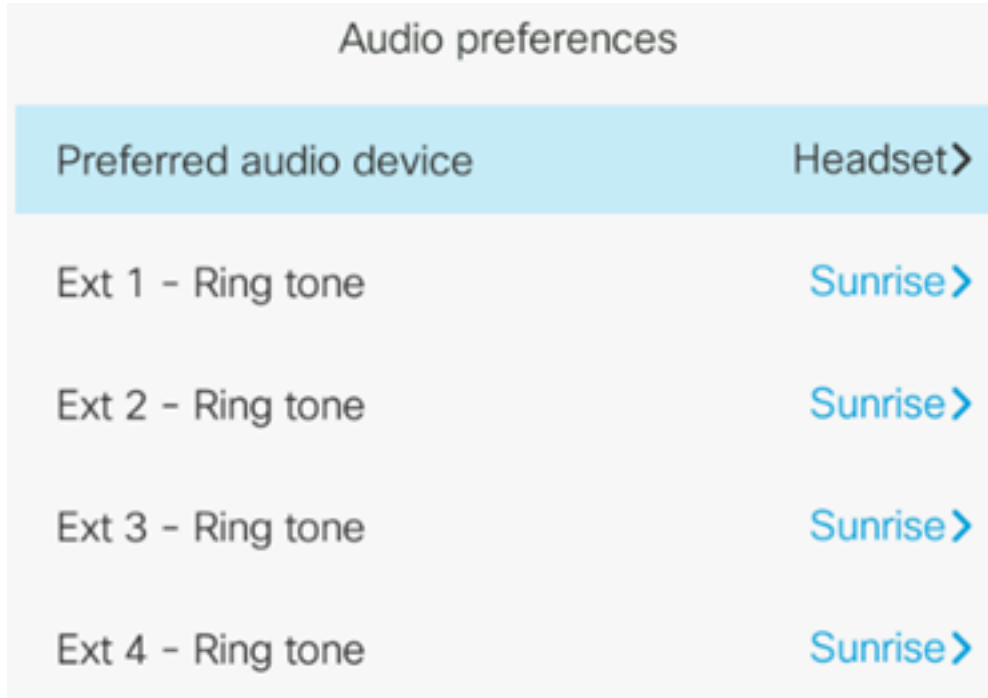 Audio preferences
Preferred audio device Headset
Ext 1 - Ring tone Sunrise
Ext 2 - Ring tone Sunrise
Ext 3 - Ring tone Sunrise
Ext 4 - Ring tone Sunrise